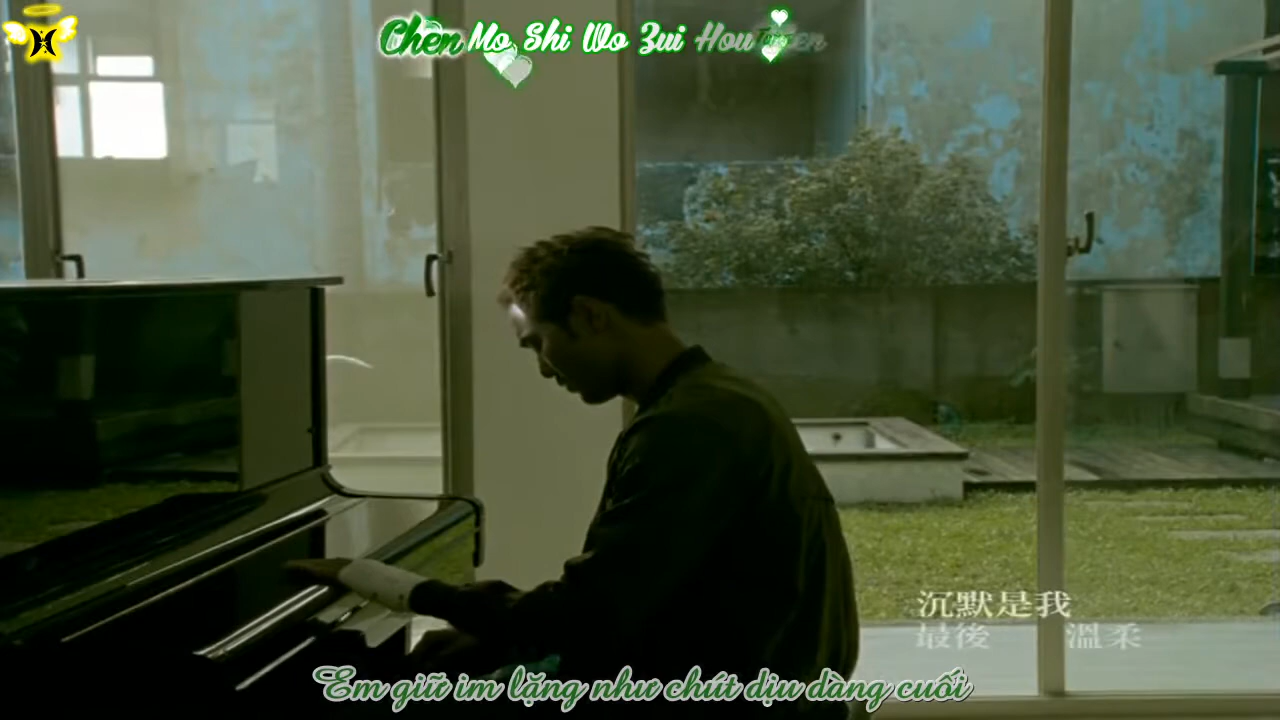 Chen Mo Shi Wo Zui Hou
沉默是我
最後 溫柔
Em giữ im lặng như chút dịu dàng cuối